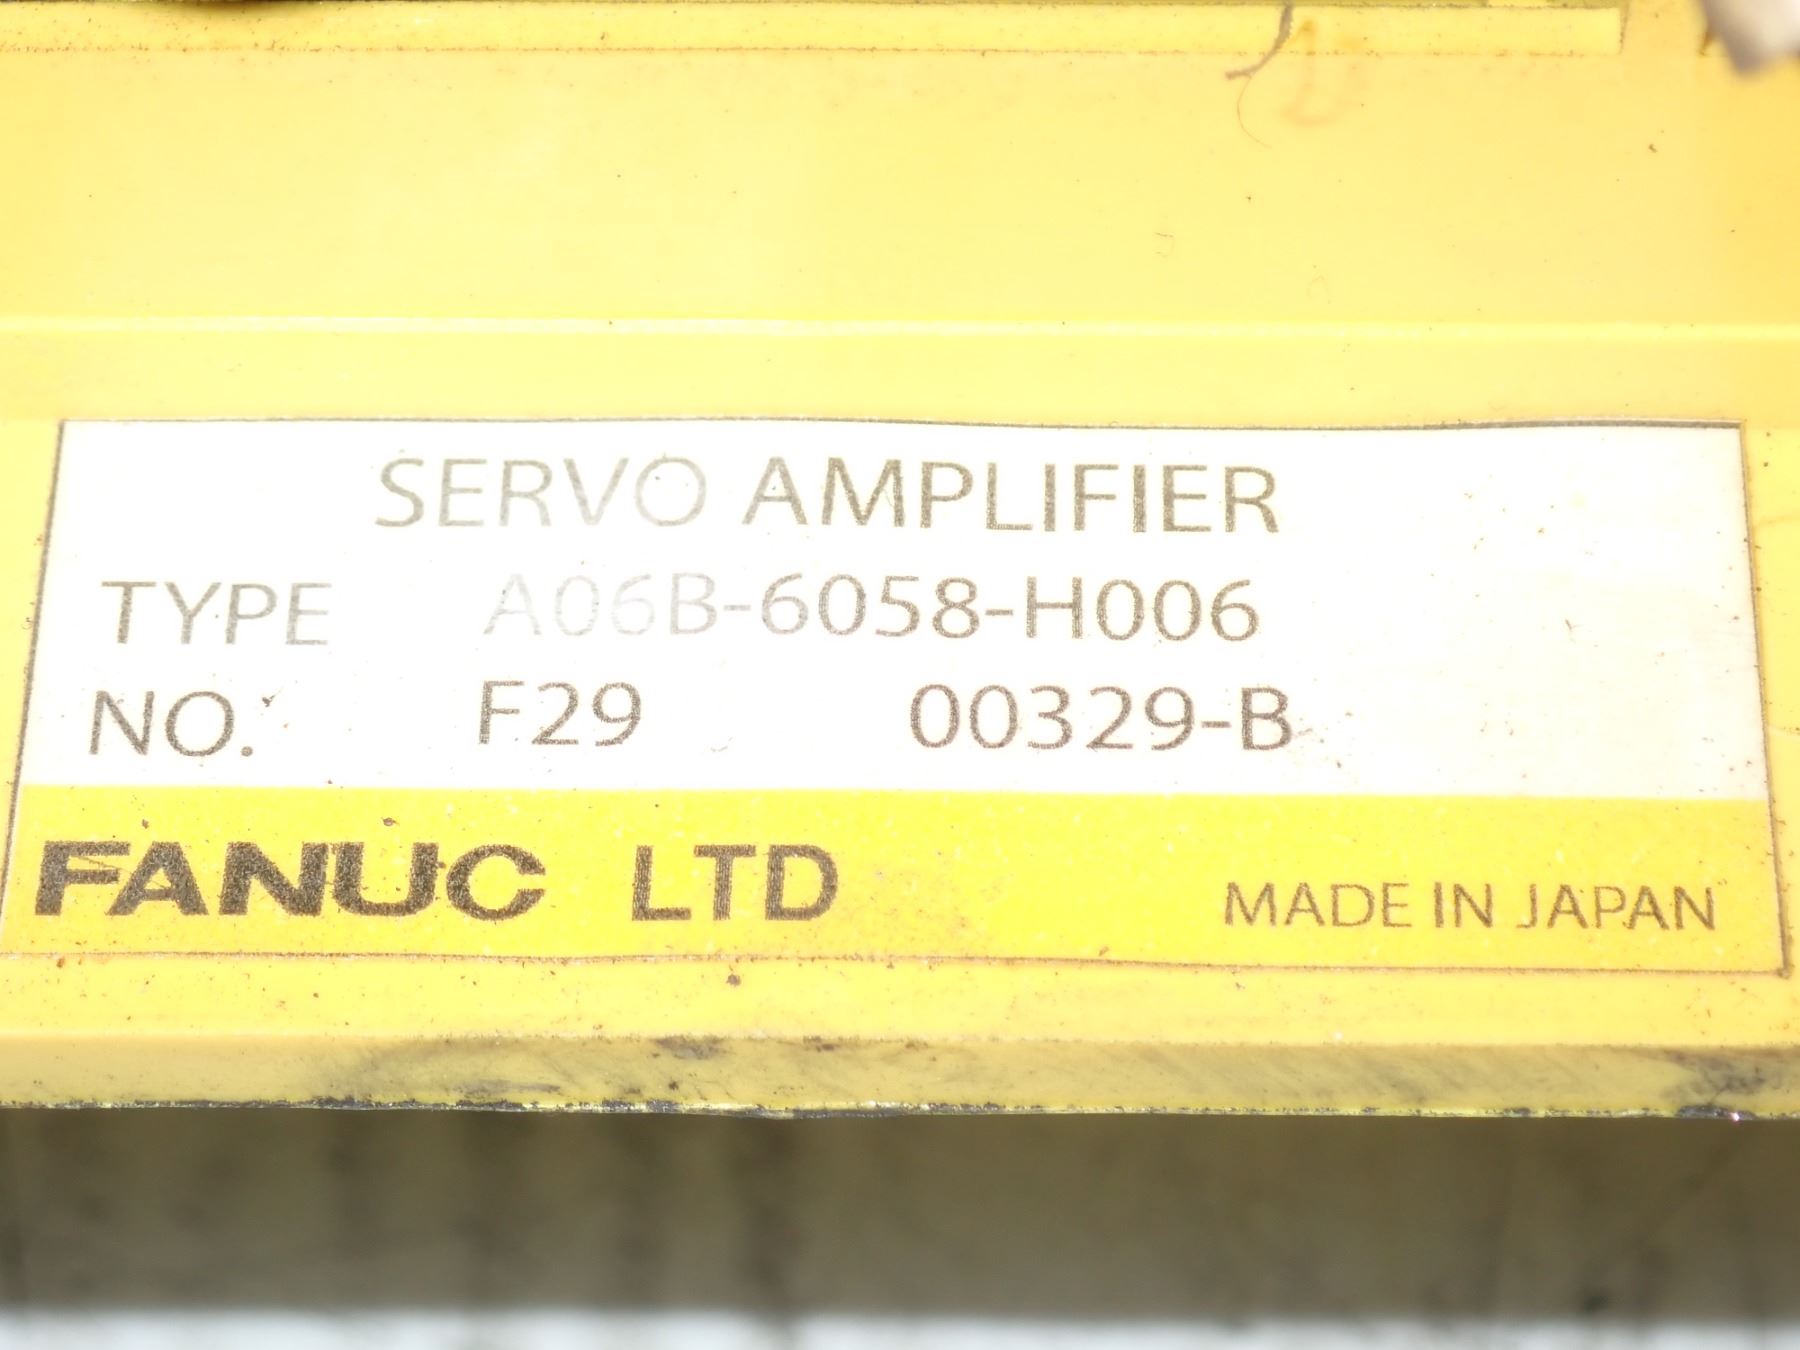 SERVO AMPLIFIER
TYPE A06B-6058-H006
NO. F29 00329-B
FANUC LTD MADE IN JAPAN